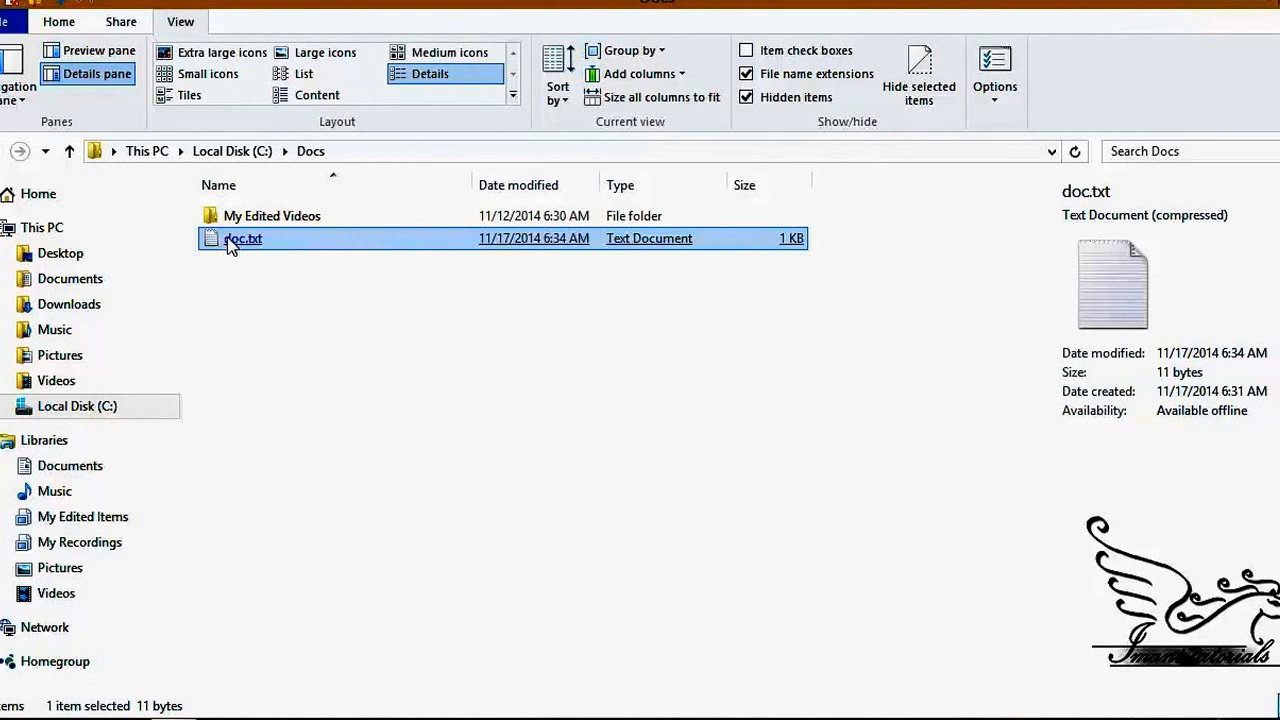 Docs
le
Home
Share
View
Preview pane
Details pane
Extra large icons
Large icons
Medium icons
Small icons
List
Details
Tiles
Content
igation
ane
Panes
Layout
Sort
by
Group by
Add columns
Size all columns to fit
Current view
Item check boxes
File name extensions
Hidden items
Hide selected
items
Show/hide
Options
This PC
Local Disk (C:)
Docs
Search Docs
Name
Date modified
Type
Size
My Edited Videos
11/12/2014 6:30 AM
File folder
doc.txt
11/17/2014 6:34 AM
Text Document
1 KB
Home
This PC
Desktop
Documents
Downloads
Music
Pictures
Videos
Local Disk (C:)
Libraries
Documents
Music
My Edited Items
My Recordings
Pictures
Videos
Network
Homegroup
doc.txt
Text Document (compressed)
Date modified: 11/17/2014 6:34 AM
Size: 11 bytes
Date created: 11/17/2014 6:31 AM
Availability: Available offline
tems
1 item selected 11 bytes